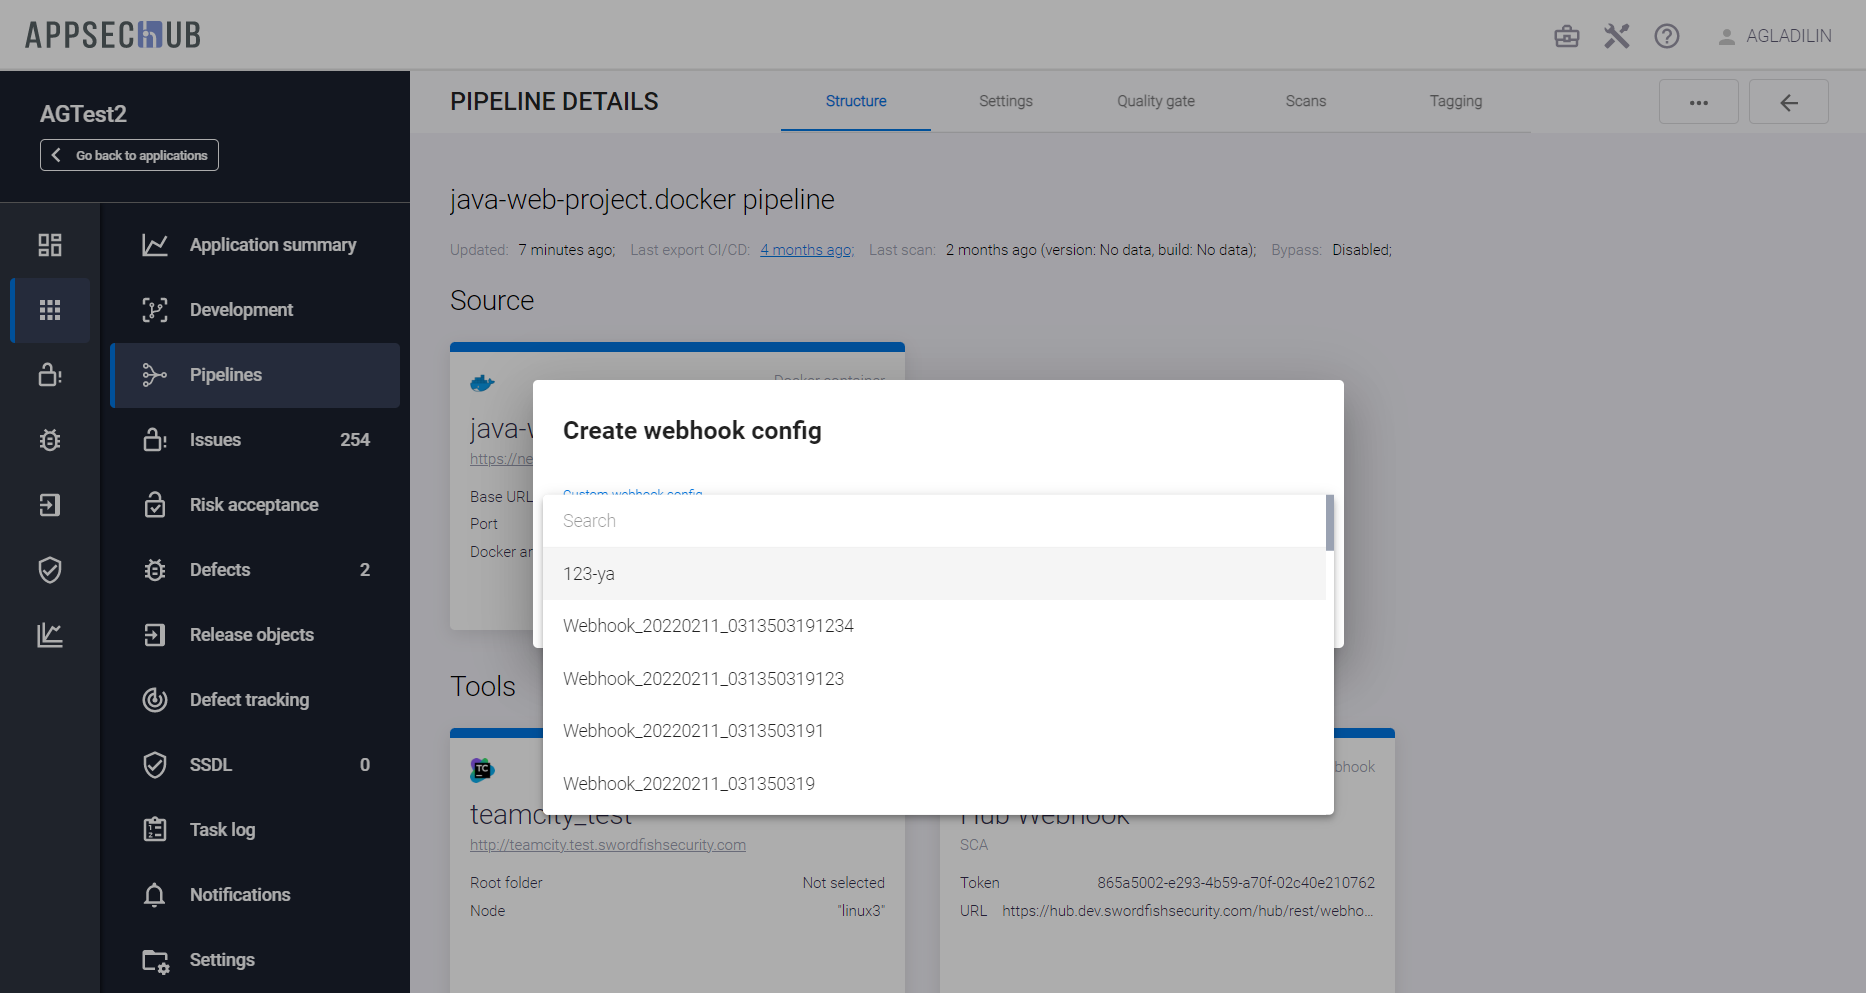 APPSECHUB
AGLADILIN
AGTest2
Go back to applications
PIPELINE DETAILS
Structure
Settings
Quality gate
Scans
Tagging
Application summary
Development
Pipelines
Issues 254
Risk acceptance
Defects 2
Release objects
Defect tracking
SSDL 0
Task log
Notifications
Settings
java-web-project.docker pipeline
Updated: 7 minutes ago; Last export CI/CD: 4 months ago; Last scan: 2 months ago (version: No data, build: No data); Bypass: Disabled;
Source
Docker container
java-
https://ne
Base URL
Port
Docker
Create webhook config
Custom webhook config
Search
123-ya
Webhook_20220211_0313503191234
Webhook_20220211_031350319123
Webhook_20220211_0313503191
Webhook_20220211_031350319
Tools
TC
teamcity_test
http://teamcity.test.swordfishsecurity.com
Root folder Not selected
Node "linux3"
bhook
Hub Webhook
SCA
Token 865a5002-e293-4b59-a70f-02c40e210762
URL https://hub.dev.swordfishsecurity.com/hub/rest/webho...